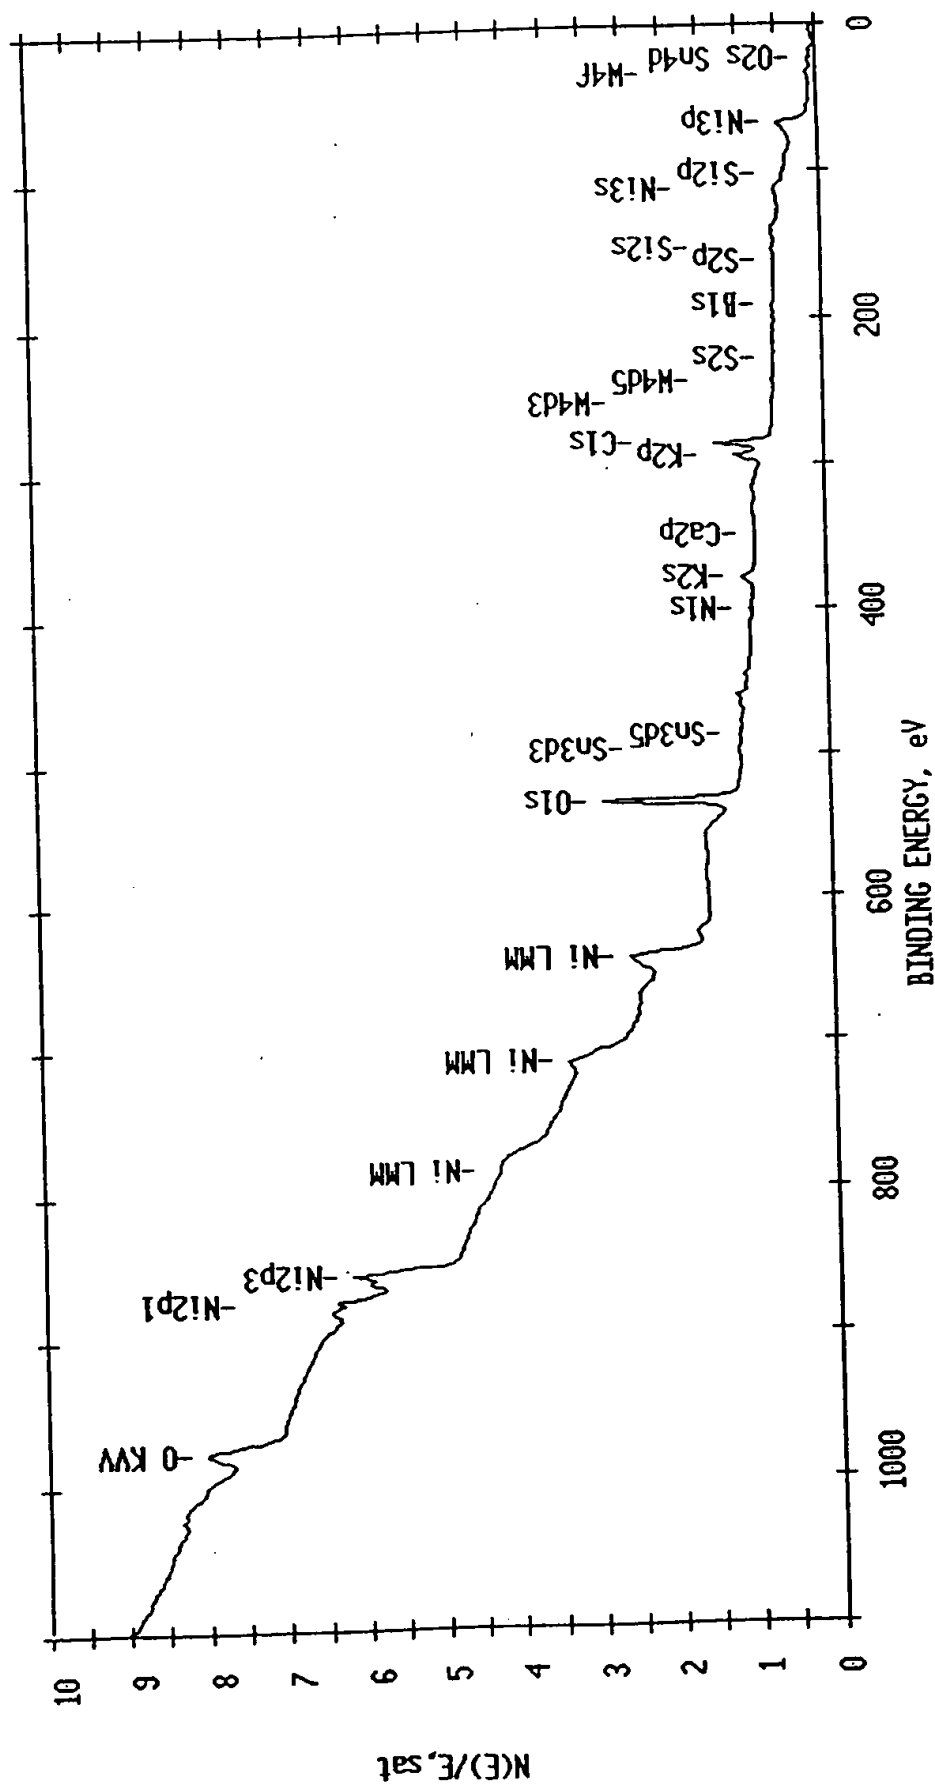 N(E)/E,sat
10
9
8
7
6
5
4
3
2
1
0
-O KVV
-Ni2p1
-Ni2p3
-Ni LMM
-Ni LMM
-Ni LMM
-O1s
-Sn3d3
-Sn3d5
-N1s
-K2s
-Ca2p
-K2p
-C1s
-W4d3
-W4d5
-S2s
-B1s
-S2p
-Si2s
-Ni3s
-Si2p
-Ni3p
-W4f
-O2s Sn4d
1000
800
600
400
200
0
BINDING ENERGY, eV